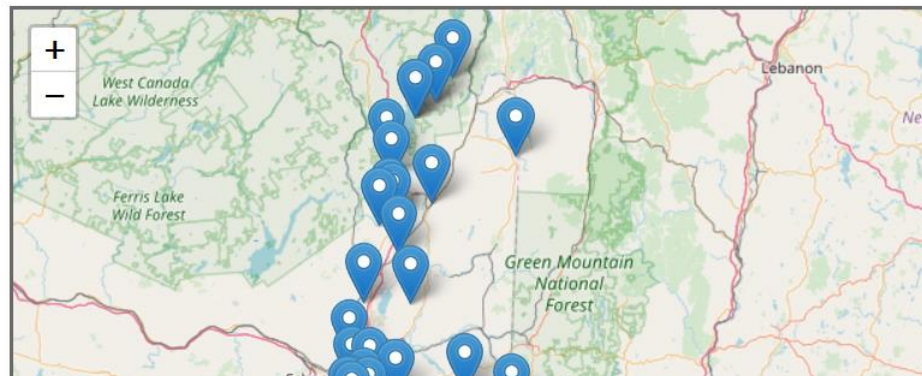 +
−
West Canada
Lake Wilderness
Lebanon
Ferris Lake
Wild Forest
Green Mountain
National
Forest